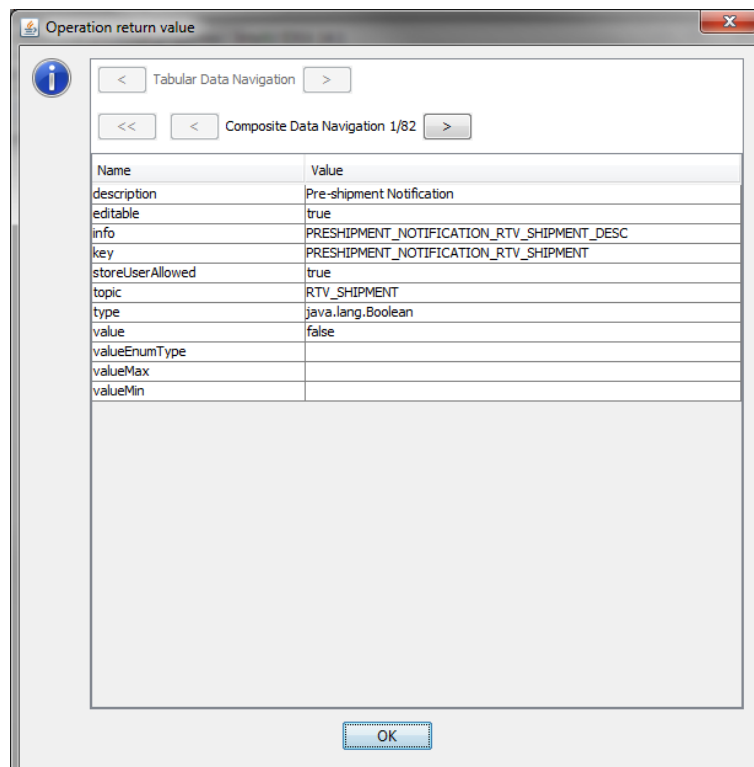 Operation return value
x
i
< Tabular Data Navigation >
<< < Composite Data Navigation 1/82 >
Name Value
description Pre-shipment Notification
editable true
info PRESHIPMENT_NOTIFICATION_RTV_SHIPMENT_DESC
key PRESHIPMENT_NOTIFICATION_RTV_SHIPMENT
storeUserAllowed true
topic RTV_SHIPMENT
type java.lang.Boolean
value false
valueEnumType
valueMax
valueMin
OK